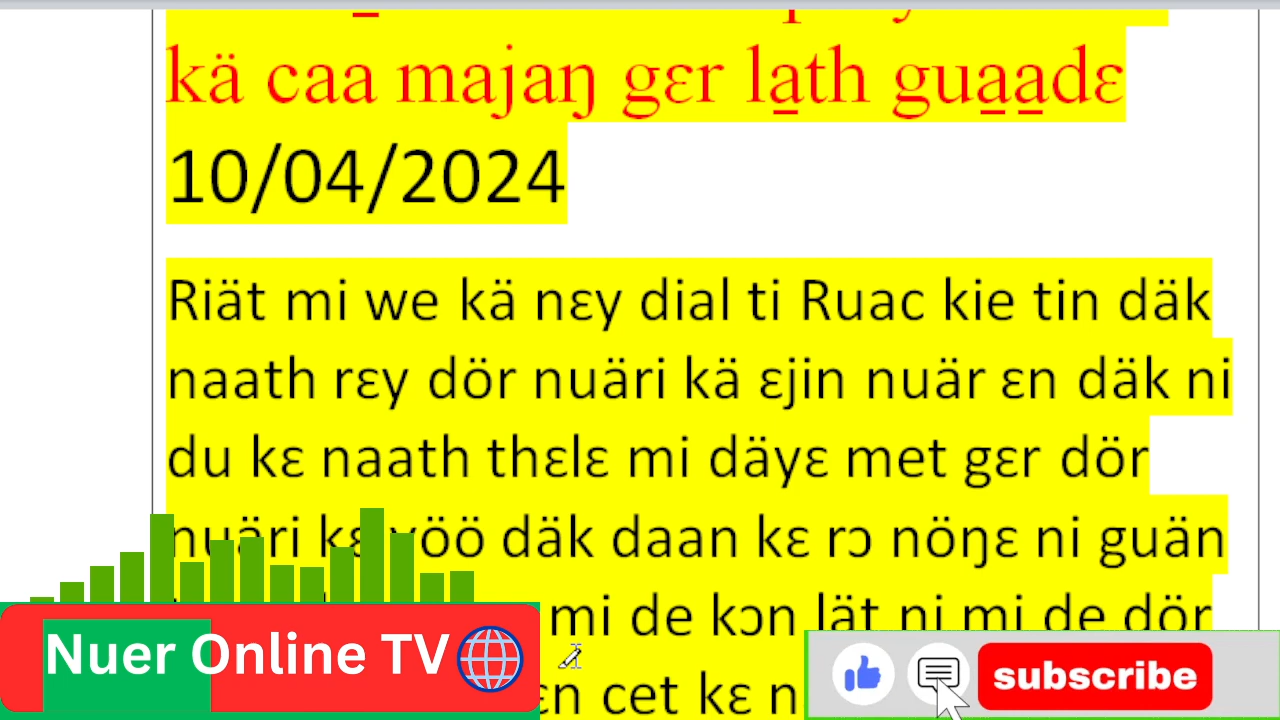 kä caa majaŋ gɛr la̱th gua̱a̱dɛ
10/04/2024
Riät mi we kä nɛy dial ti Ruac kie tin däk
naath rɛy dör nuäri kä ɛjin nuär ɛn däk ni
du kɛ naath thɛlɛ mi däyɛ met gɛr dör
nuäri kɛ yöö däk daan kɛ rɔ nöŋɛ ni guän
mi de kɔn lät ni mi de dör
cet kɛ
Nuer Online TV
subscribe